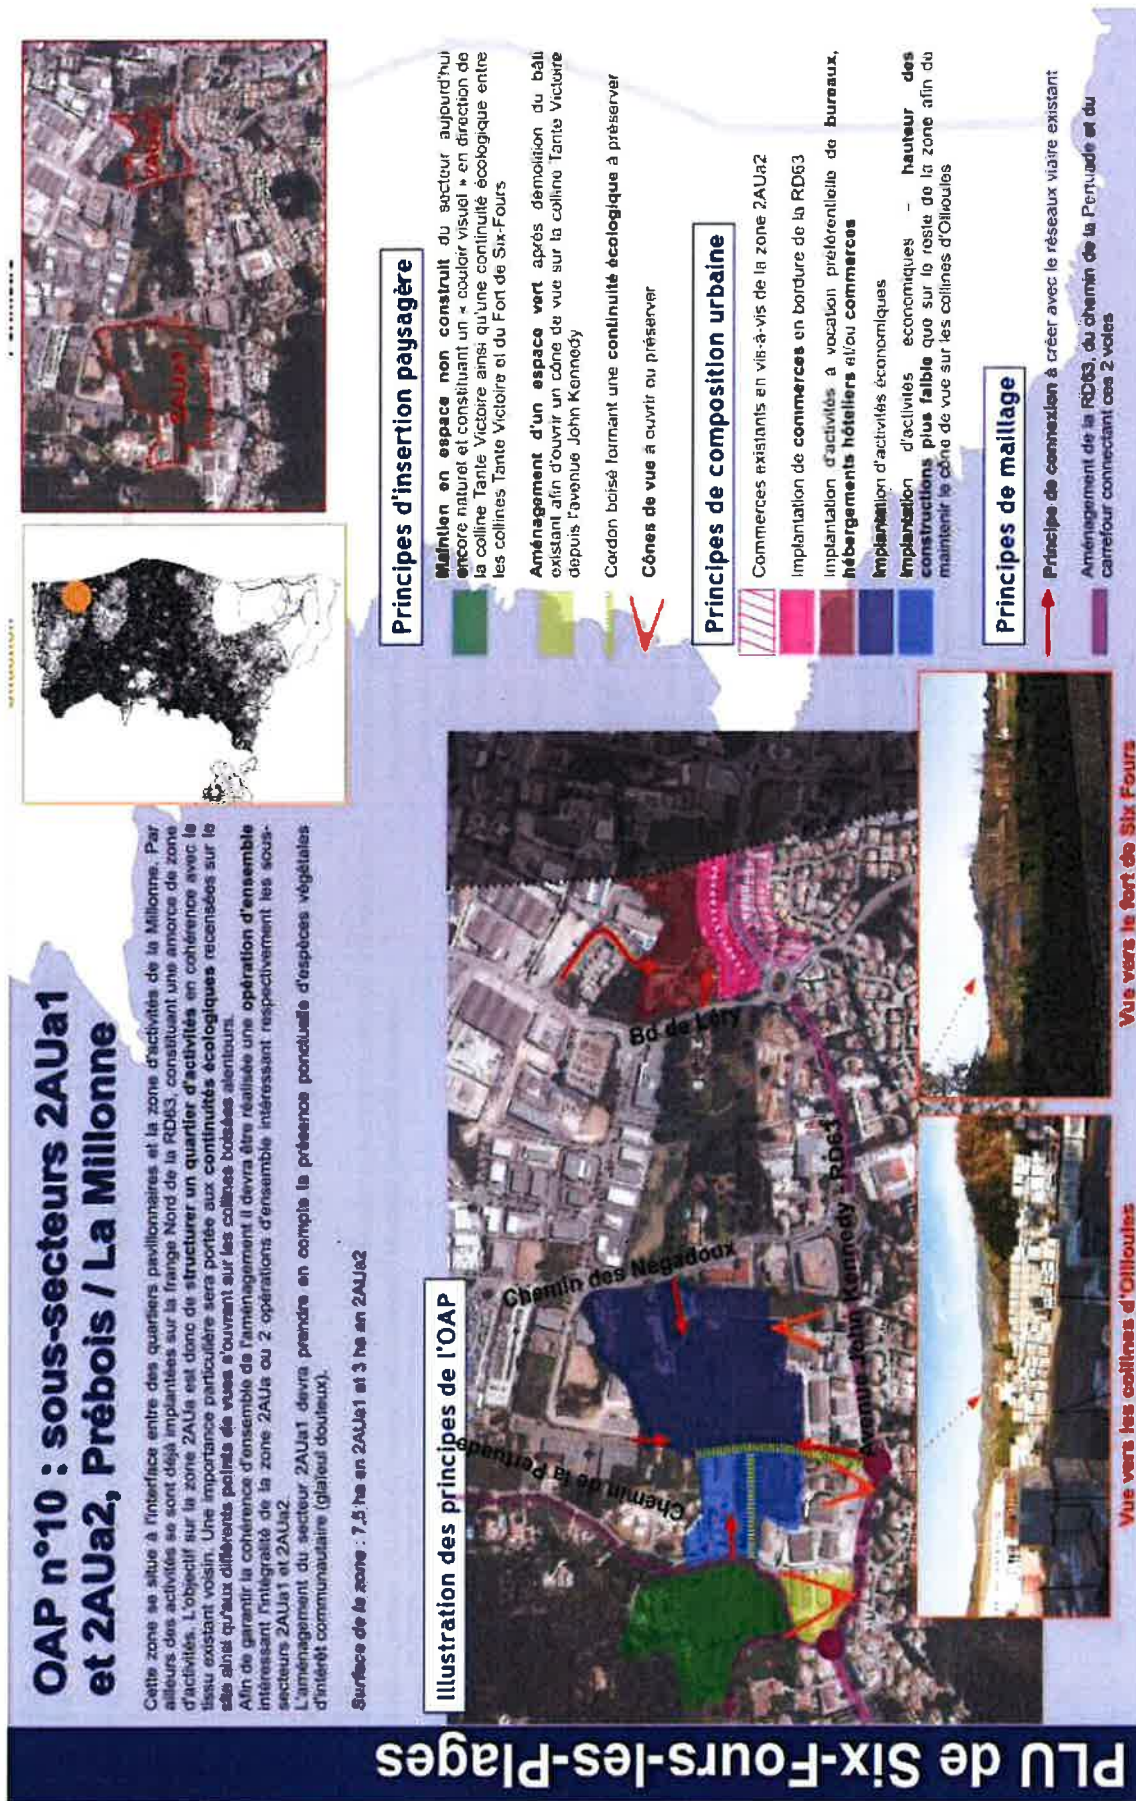 PLU de Six-Fours-les-Plages
OAP n°10 : sous-secteurs 2AUa1
et 2AUa2, Prébois / La Millonne
Cette zone se situe à l'interface entre des quartiers pavillonnaires et la zone d'activités de la Millonne. Par
ailleurs des activités se sont déjà implantées sur la frange Nord de la RD63, constituant une amorce de zone
d'activités. L'objectif sur la zone 2AUa est donc de structurer un quartier d'activités en cohérence avec le
tissu existant voisin. Une importance particulière sera portée aux continuités écologiques recensées sur le
site ainsi qu'aux différents points de vues s'ouvrant sur les collines boisées alentours.
Afin de garantir la cohérence d'ensemble de l'aménagement il devra être réalisée une opération d'ensemble
intéressant l'intégralité de la zone 2AUa ou 2 opérations d'ensemble intéressant respectivement les sous-
secteurs 2AUa1 et 2AUa2.
L'aménagement du secteur 2AUa1 devra prendre en compte la présence ponctuelle d'espèces végétales
d'intérêt communautaire (glaïeul douteux).
Surface de la zone : 7,5 ha en 2AUa1 et 3 ha en 2AUa2
2AUa1
2AUa2
Illustration des principes de l'OAP
Chemin de la Pertuade
Chemin des Négadoux
Bd de Léry
Avenue John Kennedy - RD63
Vue vers les collines d'Ollioules
Vue vers le fort de Six Fours
Principes d'insertion paysagère
Maintien en espace non construit du secteur aujourd'hui
encore naturel et constituant un « couloir visuel » en direction de
la colline Tante Victoire ainsi qu'une continuité écologique entre
les collines Tante Victoire et du Fort de Six-Fours
Aménagement d'un espace vert après démolition du bâti
existant afin d'ouvrir un cône de vue sur la colline Tante Victoire
depuis l'avenue John Kennedy
Cordon boisé formant une continuité écologique à préserver
Cônes de vue à ouvrir ou préserver
Principes de composition urbaine
Commerces existants en vis-à-vis de la zone 2AUa2
Implantation de commerces en bordure de la RD63
Implantation d'activités à vocation préférentielle de bureaux,
hébergements hôteliers et/ou commerces
Implantation d'activités économiques
Implantation d'activités économiques – hauteur des
constructions plus faible que sur le reste de la zone afin de
maintenir le cône de vue sur les collines d'Ollioules
Principes de maillage
Principe de connexion à créer avec le réseaux viaire existant
Aménagement de la RD63, du chemin de la Pertuade et du
carrefour connectant ces 2 voies